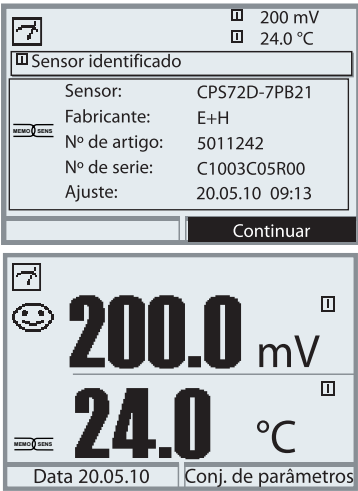 200 mV
24.0 °C
Sensor identificado
Sensor: CPS72D-7PB21
Fabricante: E+H
MEMO SENS
Nº de artigo: 5011242
Nº de serie: C1003C05R00
Ajuste: 20.05.10 09:13
Continuar
200.0 mV
24.0 °C
MEMO SENS
Data 20.05.10 Conj. de parâmetros